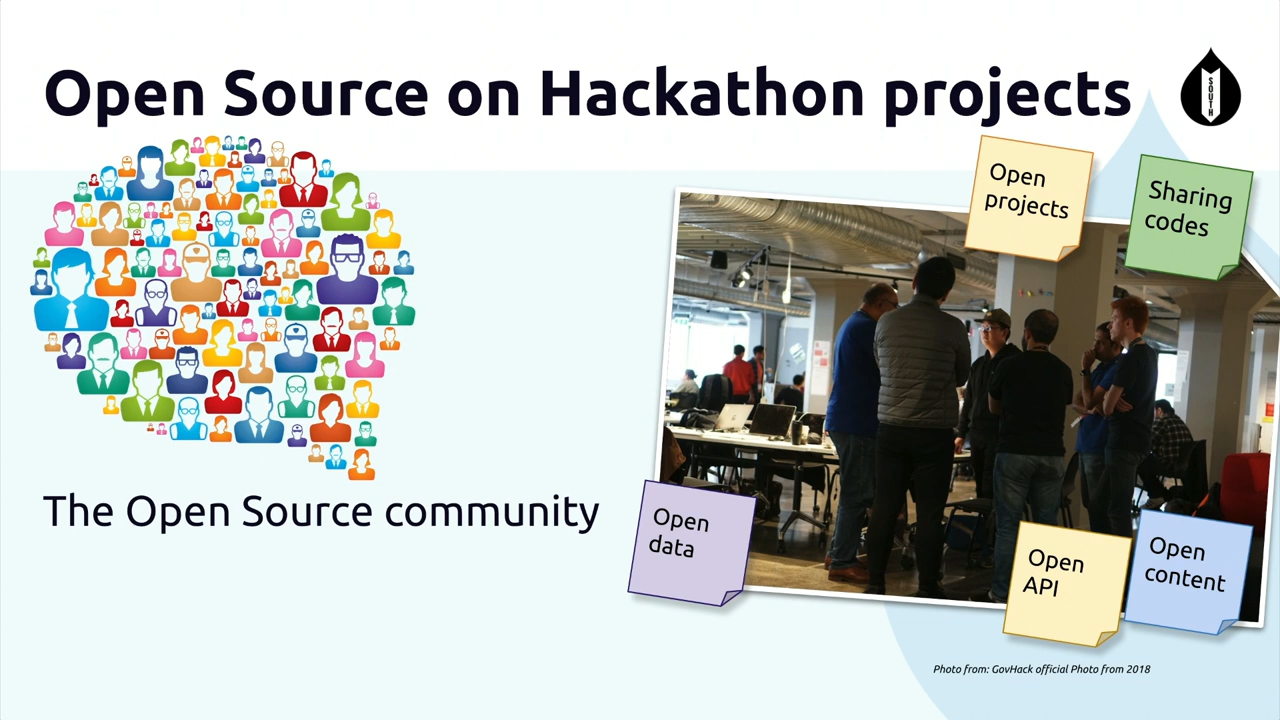 Open Source on Hackathon projects
SOUTH
Open
projects
Sharing
codes
The Open Source community
Open
data
Open
API
Open
content
Photo from: GovHack official Photo from 2018